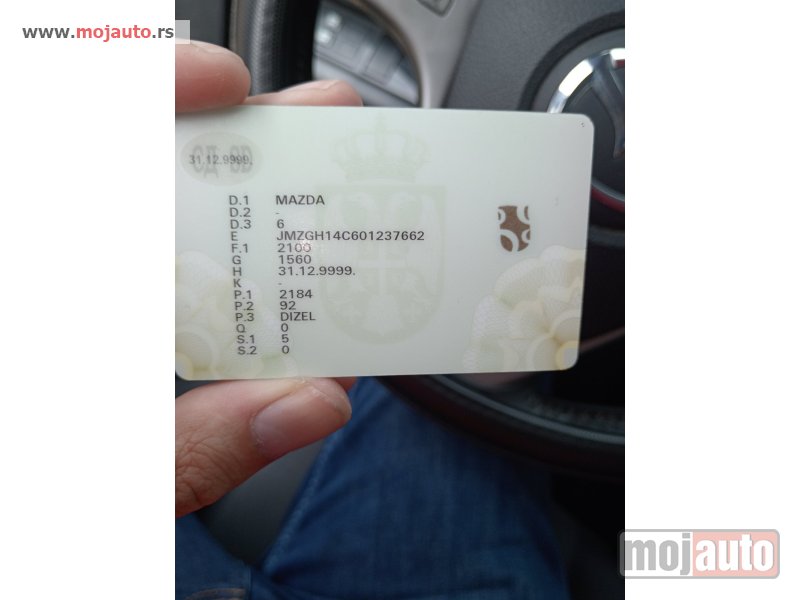 www.mojauto.rs
31.12.9999.
D.1 MAZDA
D.2 -
D.3 6
E JMZGH14C601237662
F.1 2100
G 1560
H 31.12.9999.
K -
P.1 2184
P.2 92
P.3 DIZEL
Q 0
S.1 5
S.2 0
mojauto